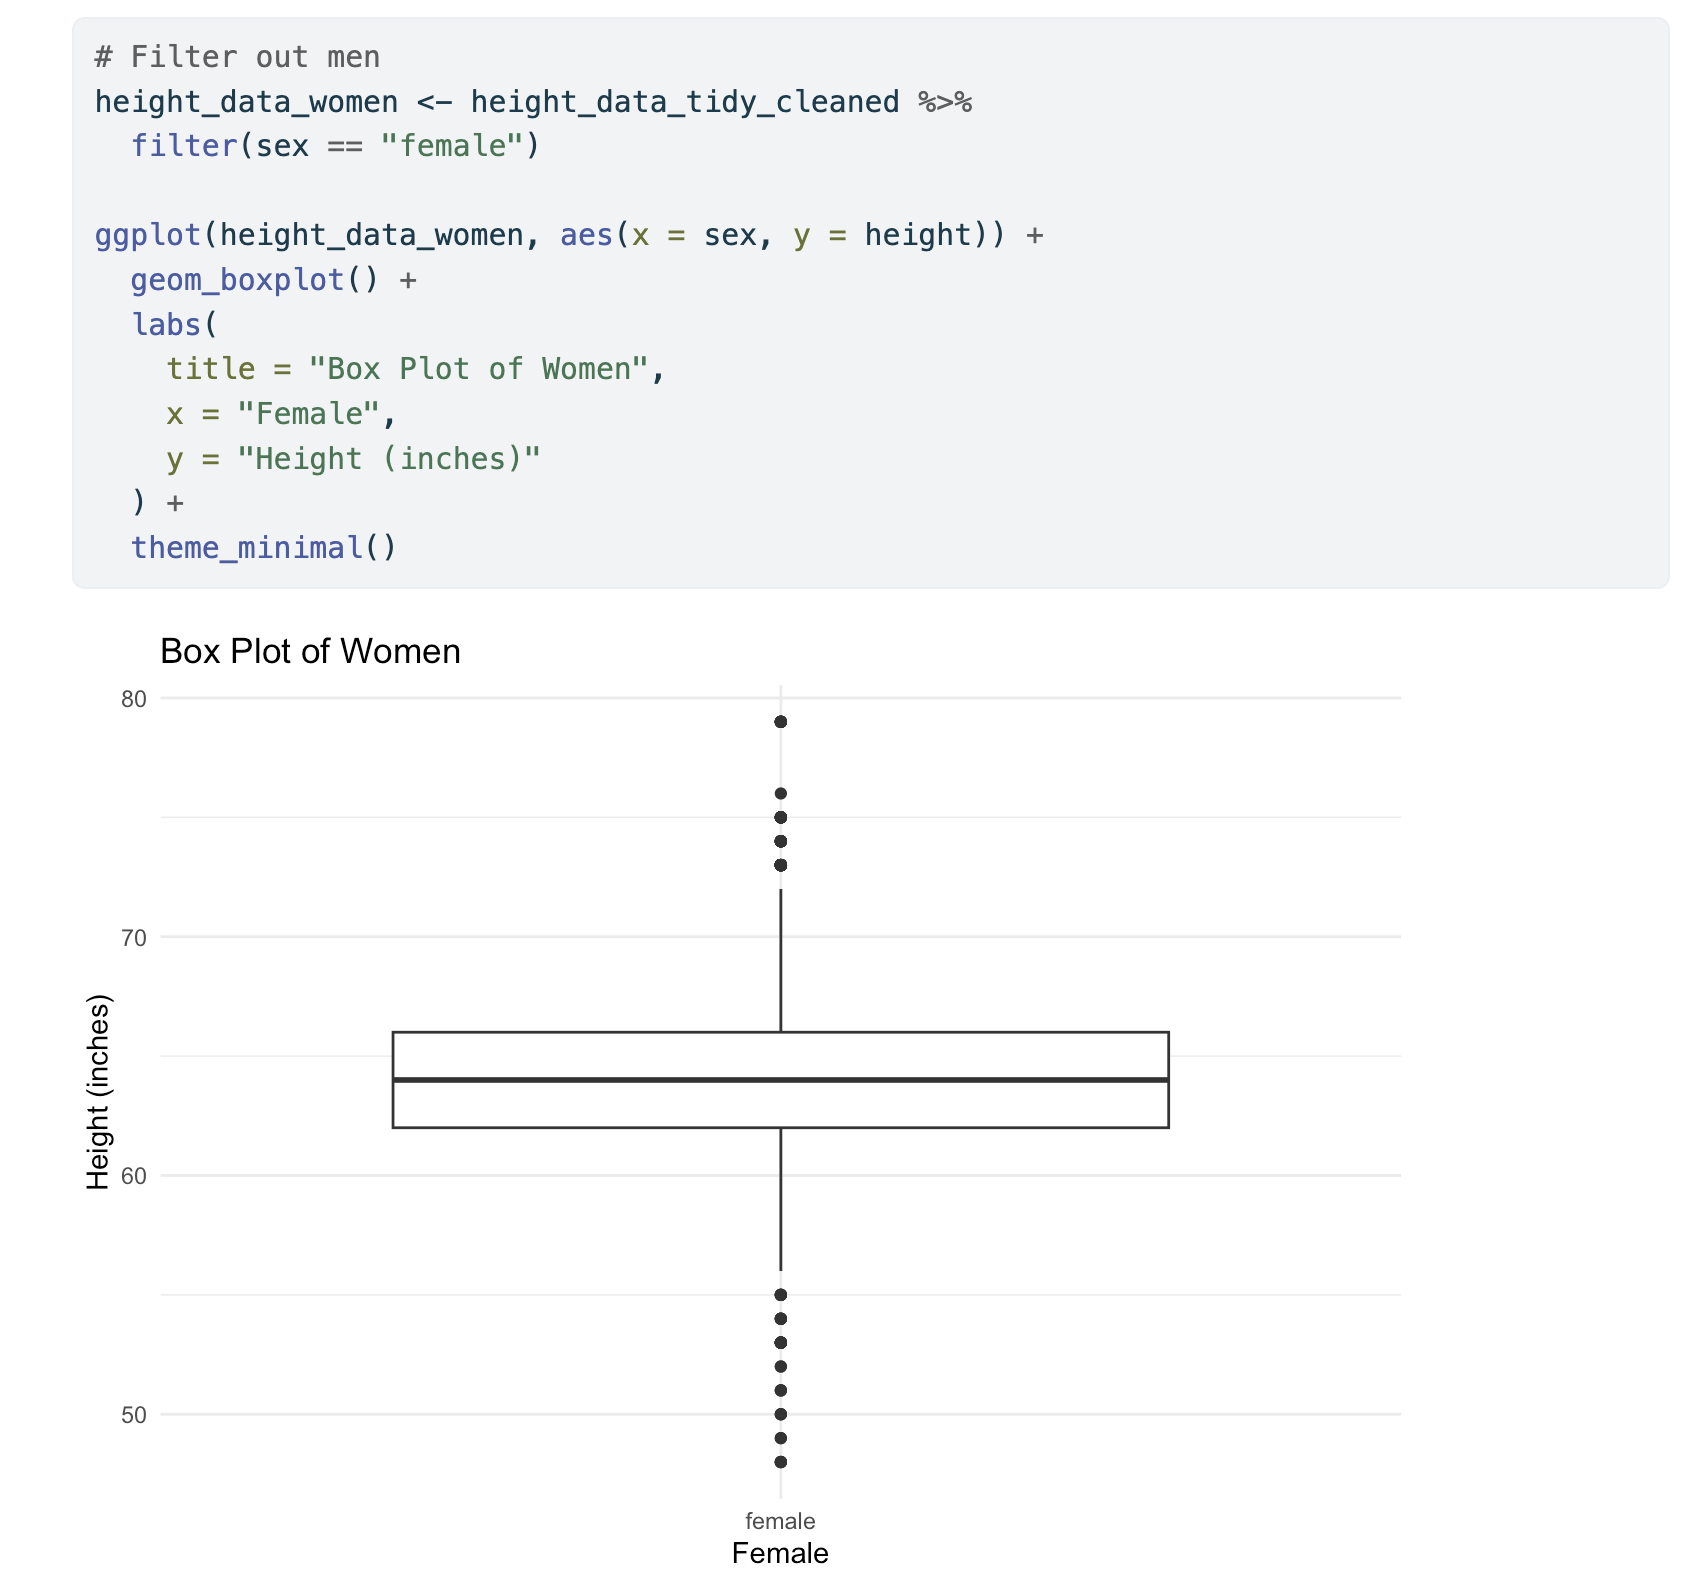 # Filter out men
height_data_women <- height_data_tidy_cleaned %>%
  filter(sex == "female")

ggplot(height_data_women, aes(x = sex, y = height)) +
  geom_boxplot() +
  labs(
    title = "Box Plot of Women",
    x = "Female",
    y = "Height (inches)"
  ) +
  theme_minimal()
Box Plot of Women
80
70
60
50
Height (inches)
female
Female